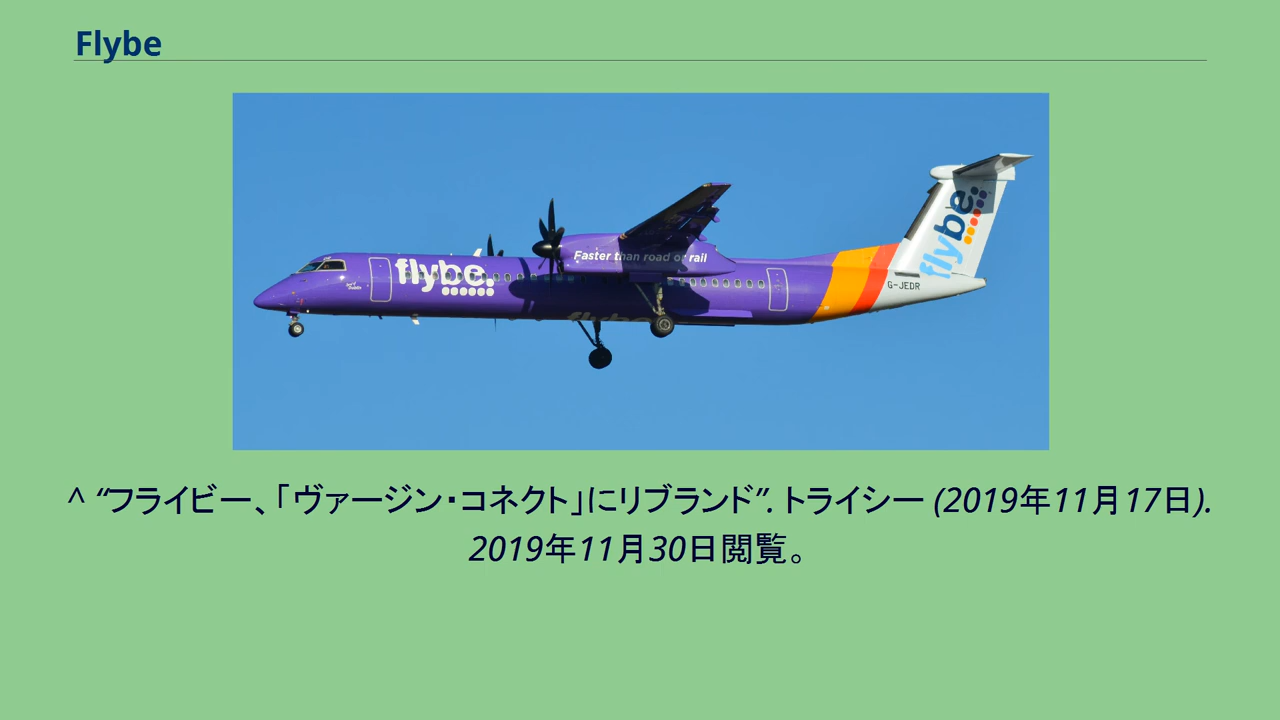 Flybe
flybe.
Faster than road or rail
flybe
G-JEDR
^ “フライビー、「ヴァージン・コネクト」にリブランド”. トライシー (2019年11月17日).
2019年11月30日閲覧。